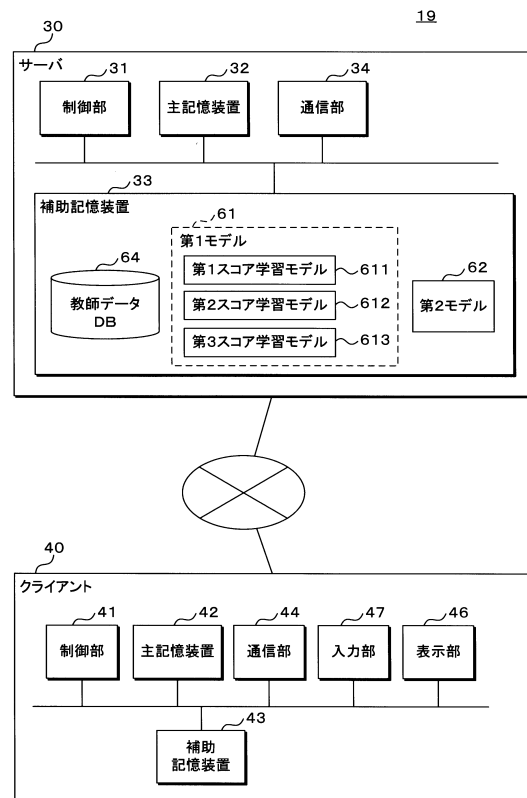 19
30
サーバ
31
32
34
制御部
主記憶装置
通信部
33
補助記憶装置
61
第1モデル
64
教師データ
DB
第1スコア学習モデル
611
第2スコア学習モデル
612
第3スコア学習モデル
613
62
第2モデル
40
クライアント
41
42
44
47
46
制御部
主記憶装置
通信部
入力部
表示部
43
補助
記憶装置